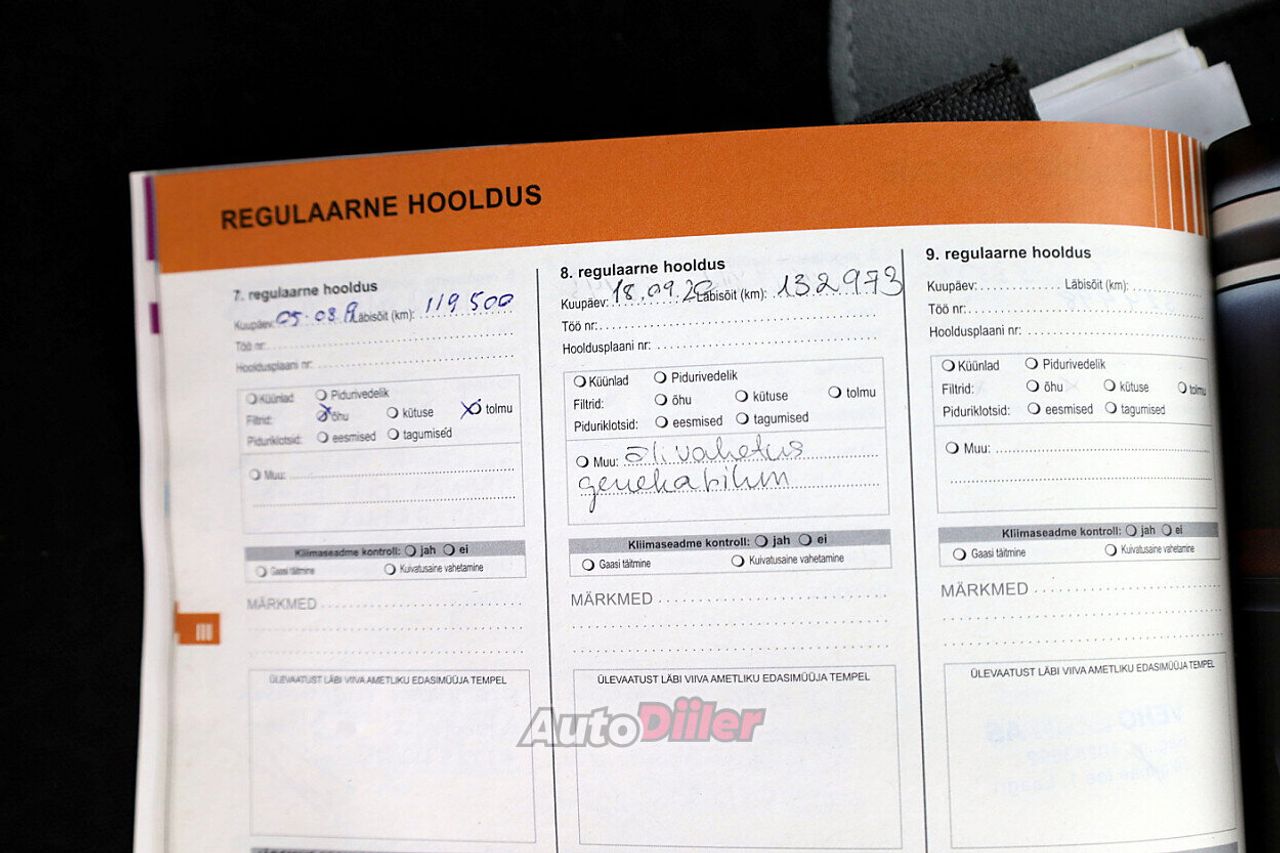 REGULAARNE HOOLDUS
7. regulaarne hooldus
Kuupäev: 05.08.19 Läbisõit (km): 119 500
Töö nr:
Hooldusplaani nr:
Küünlad Pidurivedelik
Filtrid: õhu kütuse tolmu
Piduriklotsid: eesmised tagumised
Muu:
Kliimaseadme kontroll: jah ei
Gaasi täitmine Kuivatusaine vahetamine
MÄRKMED
ÜLEVAATUST LÄBI VIIVA AMETLIKU EDASIMÜÜJA TEMPEL
8. regulaarne hooldus
Kuupäev: 18.09.20 Läbisõit (km): 132973
Töö nr:
Hooldusplaani nr:
Küünlad Pidurivedelik
Filtrid: õhu kütuse tolmu
Piduriklotsid: eesmised tagumised
Muu: õlivahetus
Kliimaseadme kontroll: jah ei
Gaasi täitmine Kuivatusaine vahetamine
MÄRKMED
ÜLEVAATUST LÄBI VIIVA AMETLIKU EDASIMÜÜJA TEMPEL
9. regulaarne hooldus
Kuupäev: Läbisõit (km):
Töö nr:
Hooldusplaani nr:
Küünlad Pidurivedelik
Filtrid: õhu kütuse tolmu
Piduriklotsid: eesmised tagumised
Muu:
Kliimaseadme kontroll: jah ei
Gaasi täitmine Kuivatusaine vahetamine
MÄRKMED
ÜLEVAATUST LÄBI VIIVA AMETLIKU EDASIMÜÜJA TEMPEL
III
AutoDiiler